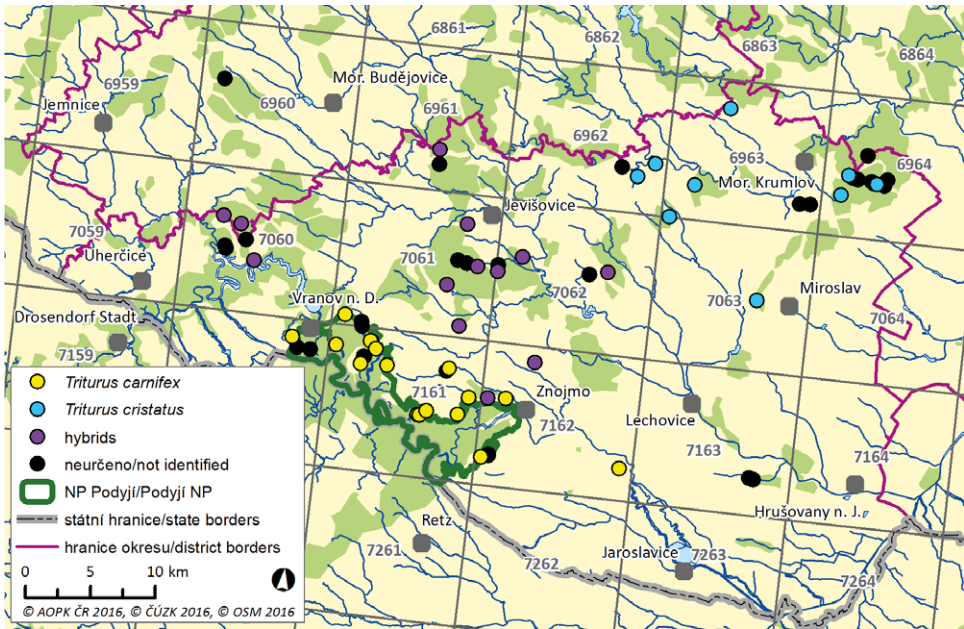 6861
6862
6863
6864
6959
Mor. Budějovice
6960
Jemnice
6961
6962
6963
6964
Mor. Krumlov
Jevišovice
7059
7060
Uherčice
7061
7062
7063
Miroslav
7064
Vranov n. D.
Drosendorf Stadt
7159
Triturus carnifex
Triturus cristatus
hybrids
neurčeno/not identified
NP Podyjí/Podyjí NP
státní hranice/state borders
hranice okresu/district borders
0 5 10 km
© AOPK ČR 2016, © ČÚZK 2016, © OSM 2016
7161
Znojmo
7162
Lechovice
7163
7164
Hrušovany n. J.
Retz
7261
7262
Jaroslavice
7263
7264